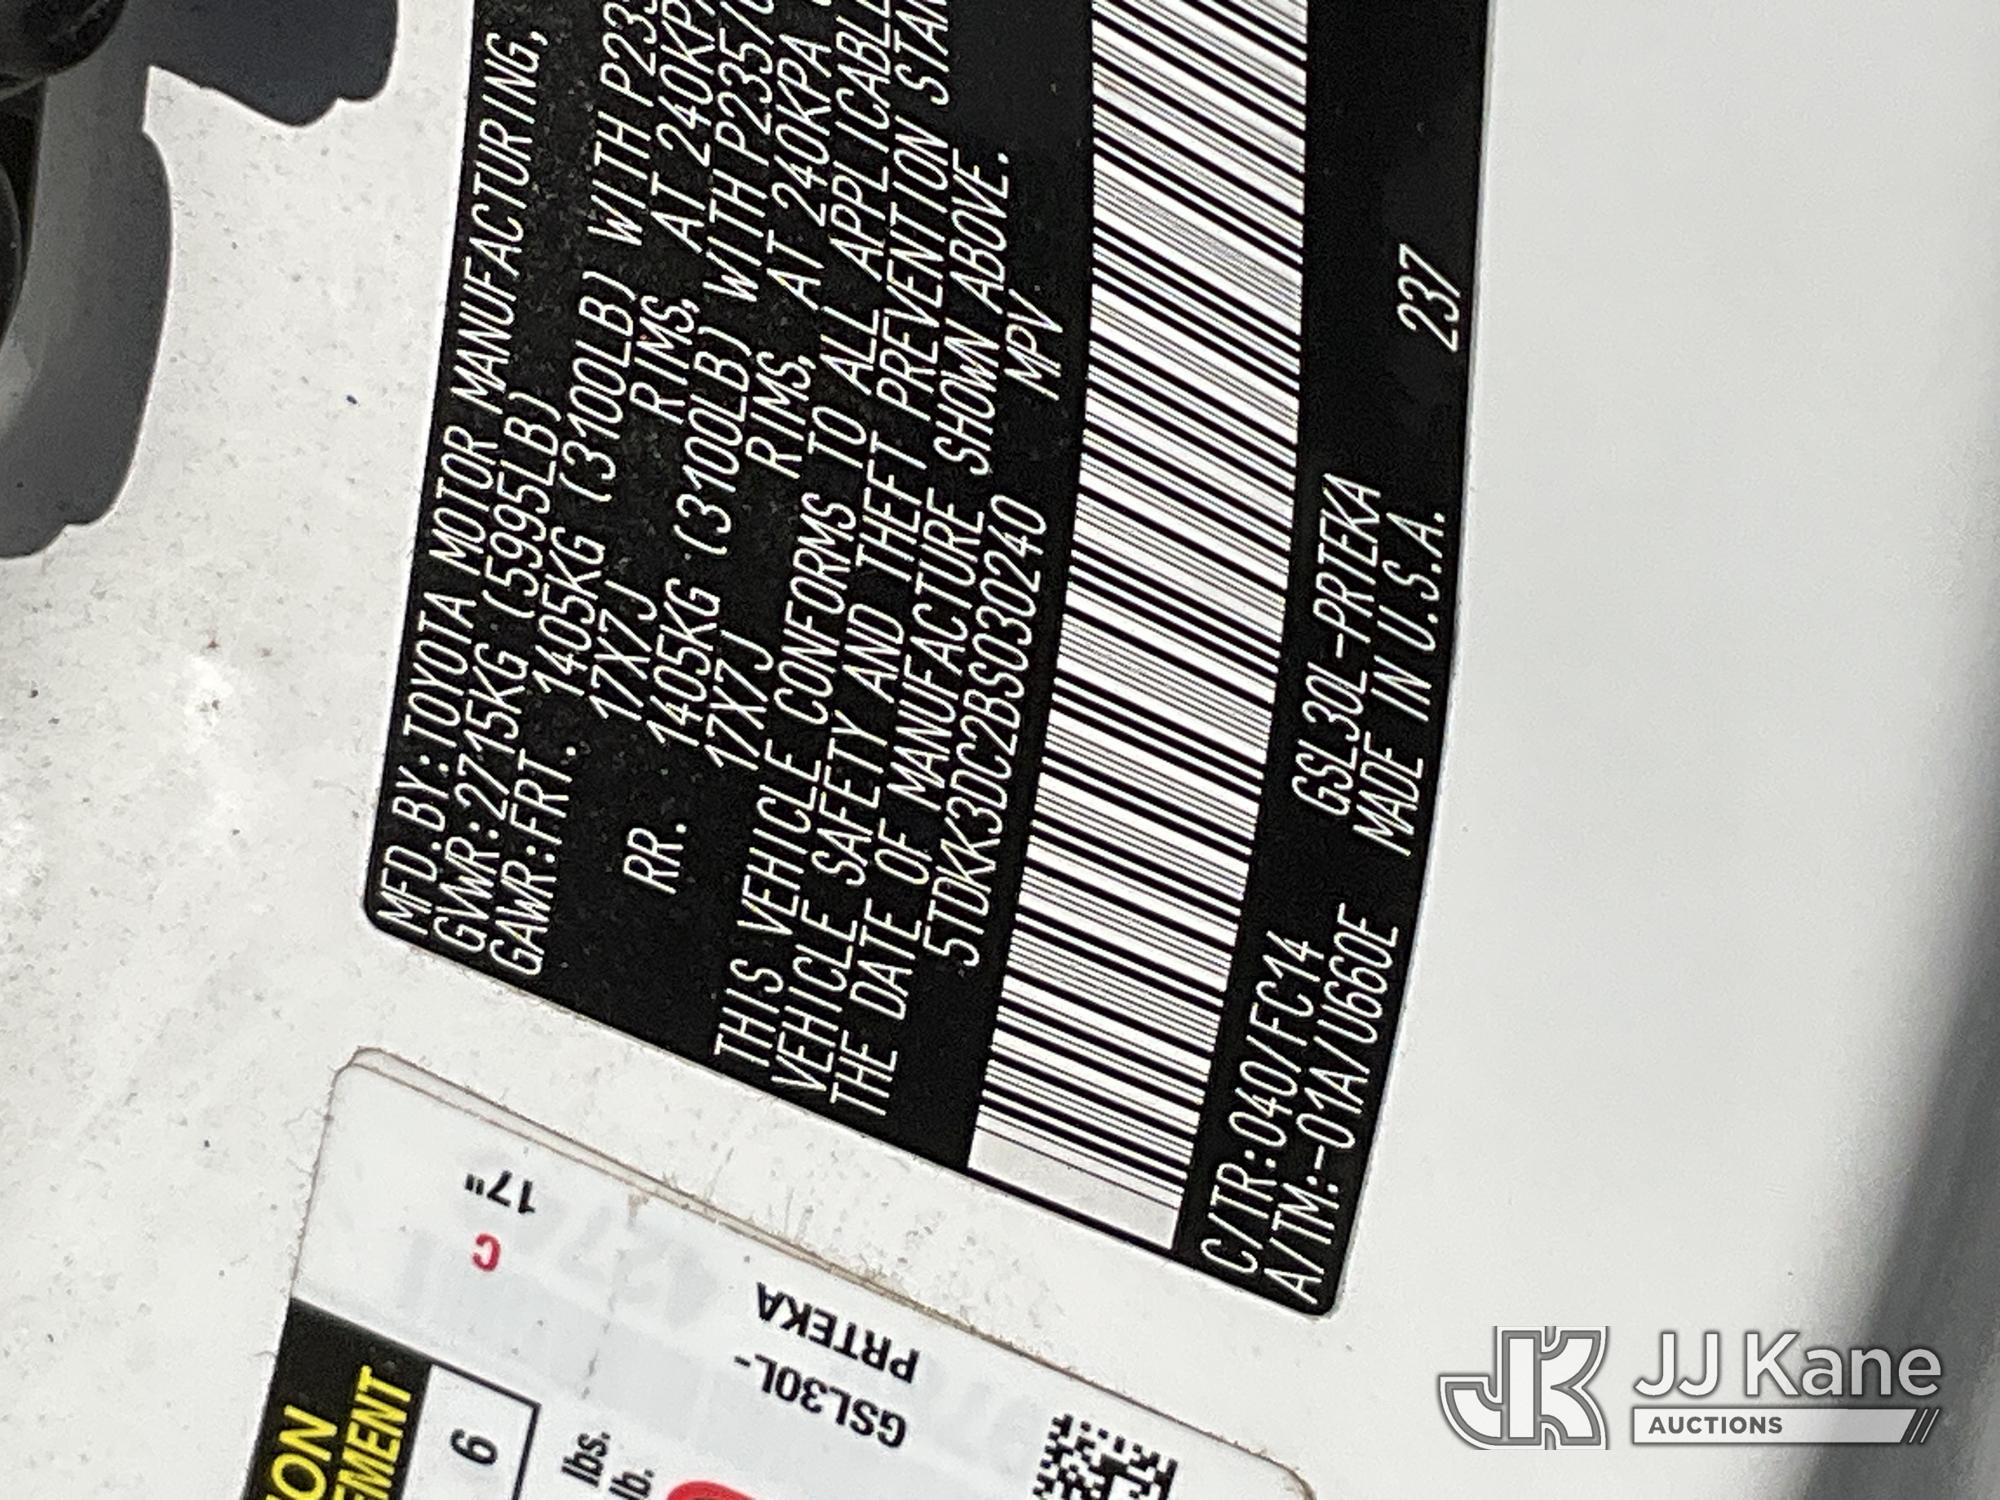 MFD.BY:TOYOTA MOTOR MANUFACTURING,
GVWR:2715KG (5995LB)
GAWR:FRT. 1405KG (3100LB) WITH
17X7J RIMS, AT 240KPA
RR. 1405KG (3100LB) WITH
17X7J RIMS, AT 240KPA
THIS VEHICLE CONFORMS TO ALL APPLICABLE
VEHICLE SAFETY AND THEFT PREVENTION
THE DATE OF MANUFACTURE SHOWN ABOVE.
5TDKK3DC2BS030240 MPV
C/TR:040/FC14 GSL30L-PRTEKA
A/TM:-01A/U660E MADE IN U.S.A. 237
C 17"
GSL30L-
PRTEKA
6
lbs.
JJ Kane
AUCTIONS